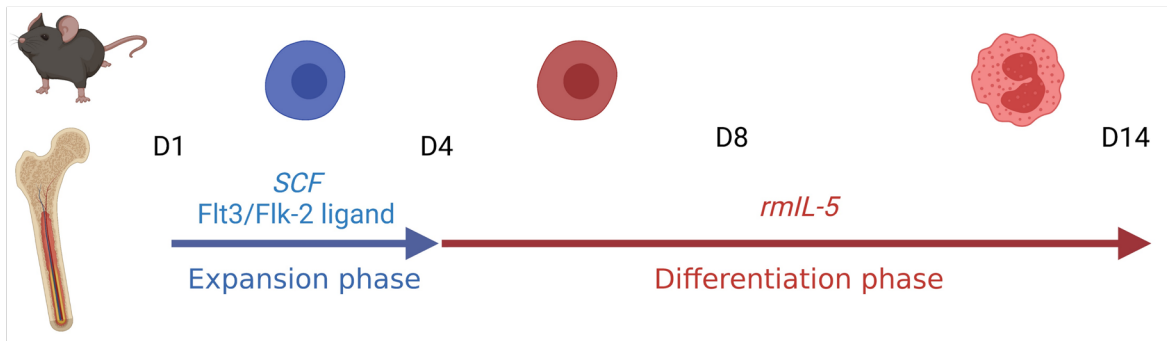 D1
D4
D8
D14
SCF
Flt3/Flk-2 ligand
rmIL-5
Expansion phase
Differentiation phase